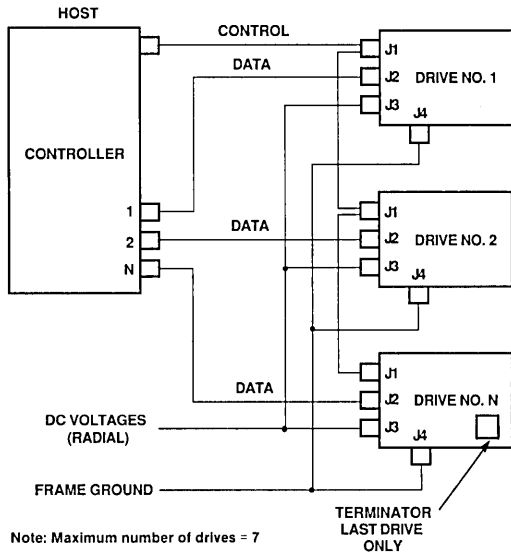 HOST
CONTROL
J1
DATA
J2
DRIVE NO. 1
J3
J4
CONTROLLER
1
2
N
DATA
J1
J2
DRIVE NO. 2
J3
J4
DATA
J1
J2
DRIVE NO. N
J3
J4
DC VOLTAGES
(RADIAL)
FRAME GROUND
TERMINATOR
LAST DRIVE
ONLY
Note: Maximum number of drives = 7